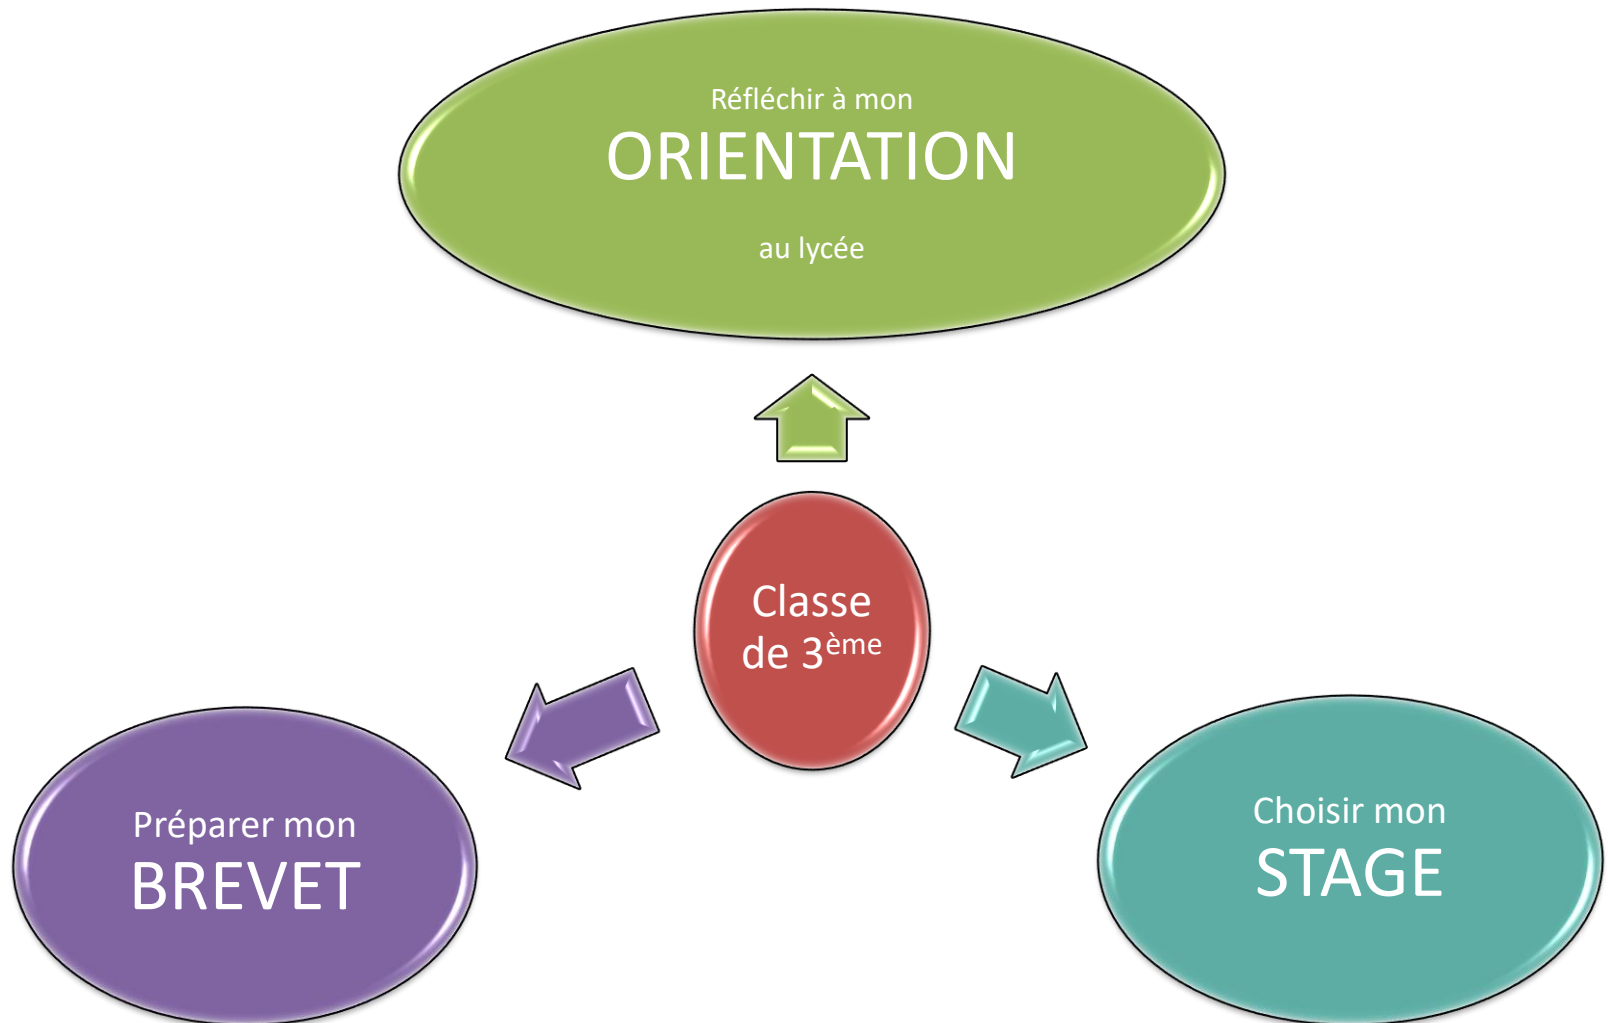 Réfléchir à mon
ORIENTATION
au lycée
Classe
de 3ème
Préparer mon
BREVET
Choisir mon
STAGE